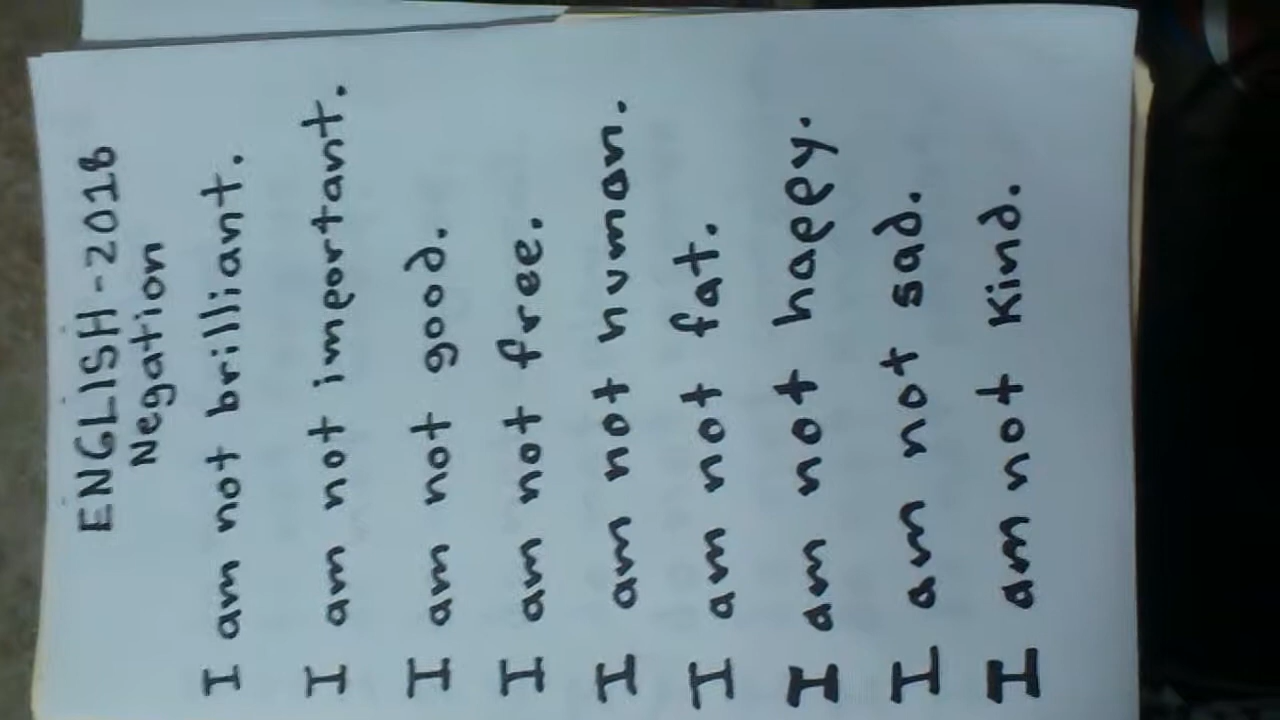 ENGLISH-2018
Negation
I am not brilliant.
I am not important.
I am not good.
I am not free.
I am not human.
I am not fat.
I am not happy.
I am not sad.
I am not Kind.